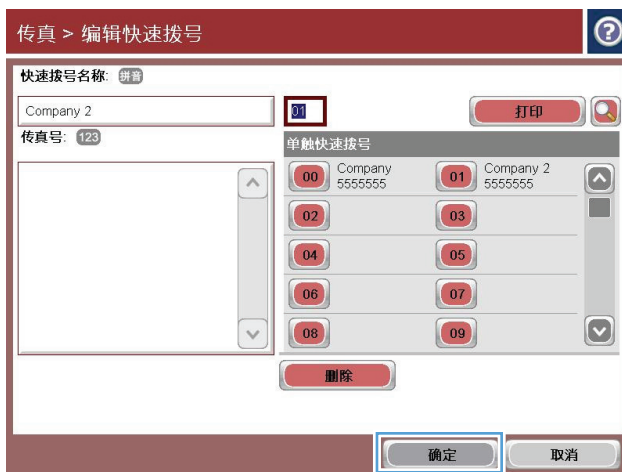 传真 > 编辑快速拨号
?
快速拨号名称: 拼音
Company 2
01
打印
传真号: 123
单触快速拨号
00 Company 5555555
01 Company 2 5555555
02
03
04
05
06
07
08
09
删除
确定
取消